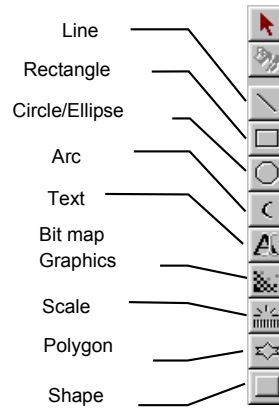 Line
Rectangle
Circle/Ellipse
Arc
Text
Bit map
Graphics
Scale
Polygon
Shape